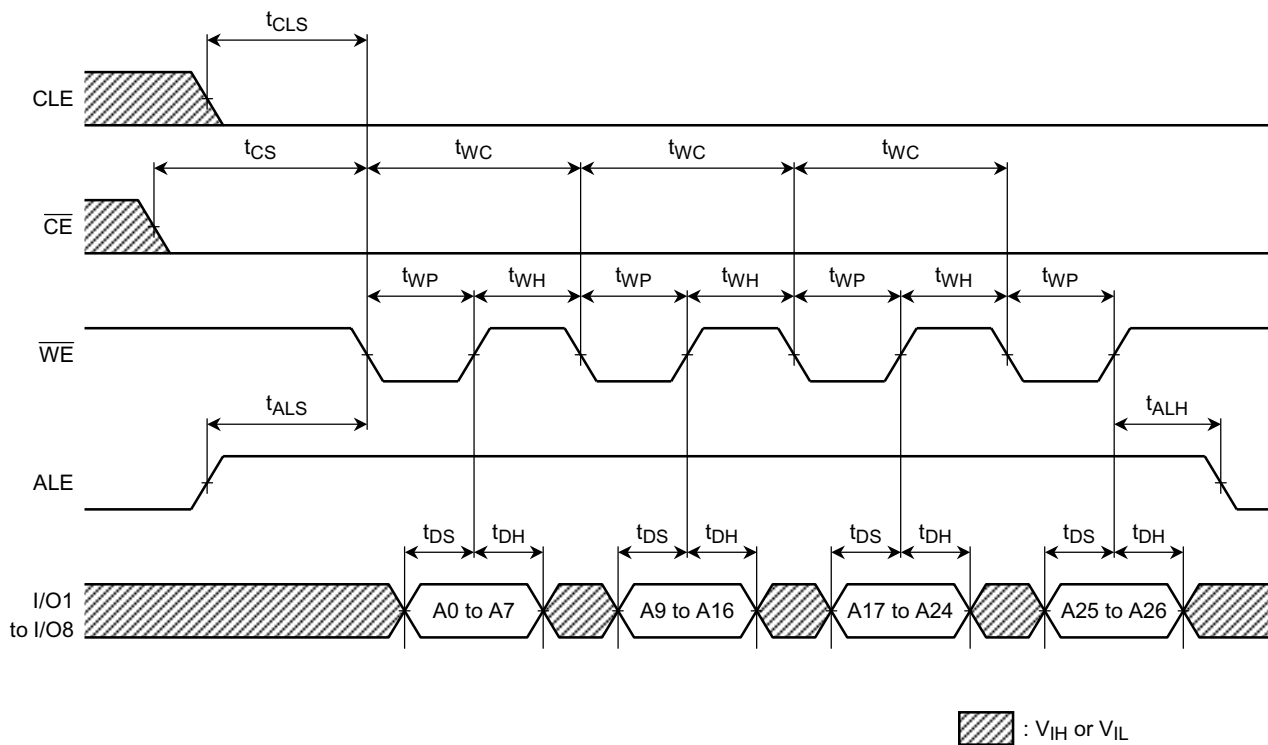 tCLS
CLE
tCS tWC tWC tWC
CE
tWP tWH tWP tWH tWP tWH tWP
WE
tALS tALH
ALE
tDS tDH tDS tDH tDS tDH tDS tDH
I/O1
to I/O8
A0 to A7 A9 to A16 A17 to A24 A25 to A26
: VIH or VIL